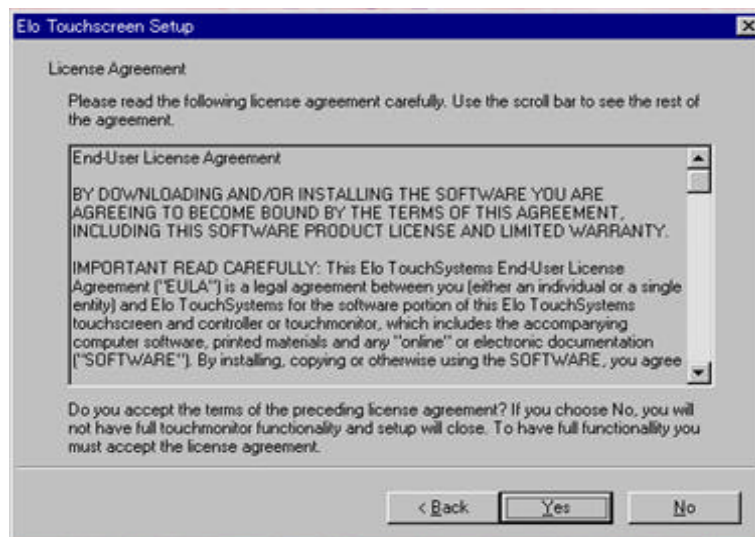 Elo Touchscreen Setup
License Agreement
Please read the following license agreement carefully. Use the scroll bar to see the rest of
the agreement.
End-User License Agreement
BY DOWNLOADING AND/OR INSTALLING THE SOFTWARE YOU ARE
AGREEING TO BECOME BOUND BY THE TERMS OF THIS AGREEMENT,
INCLUDING THIS SOFTWARE PRODUCT LICENSE AND LIMITED WARRANTY.
IMPORTANT READ CAREFULLY: This Elo TouchSystems End-User License
Agreement ("EULA") is a legal agreement between you (either an individual or a single
entity) and Elo TouchSystems for the software portion of this Elo TouchSystems
touchscreen and controller or touchmonitor, which includes the accompanying
computer software, printed materials and any "online" or electronic documentation
("SOFTWARE"). By installing, copying or otherwise using the SOFTWARE, you agree
Do you accept the terms of the preceding license agreement? If you choose No, you will
not have full touchmonitor functionality and setup will close. To have full functionallity you
must accept the license agreement.
< Back Yes No